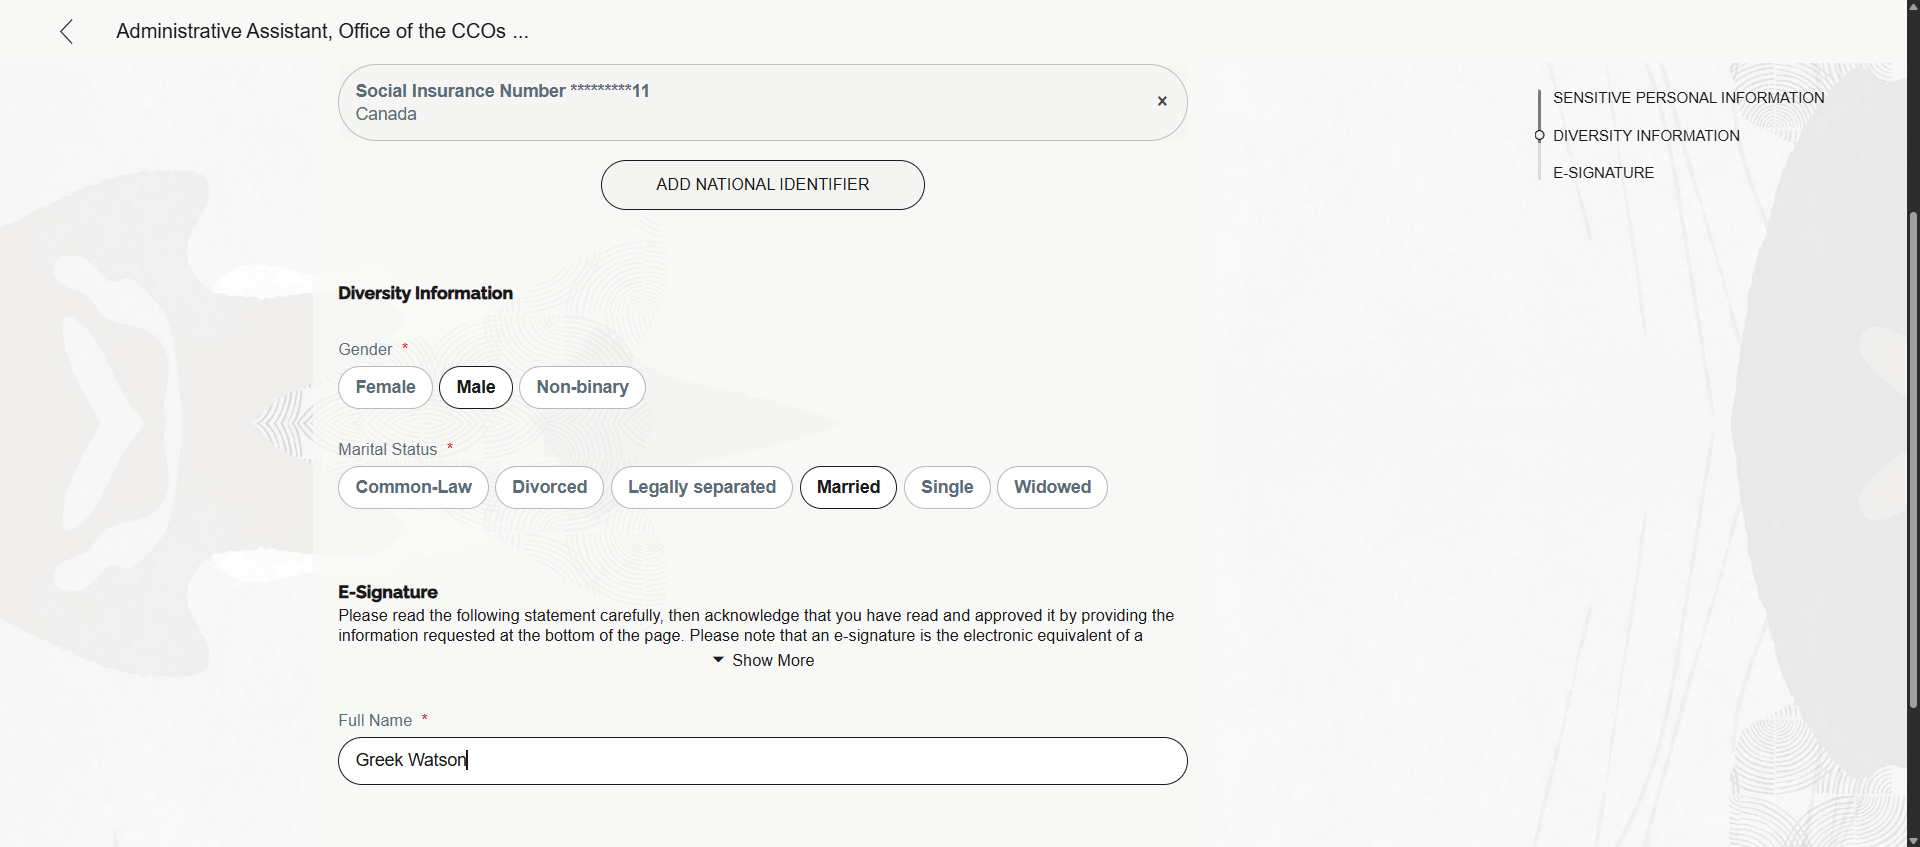 Administrative Assistant, Office of the CCOs ...
Social Insurance Number *********11
Canada
×
ADD NATIONAL IDENTIFIER
SENSITIVE PERSONAL INFORMATION
DIVERSITY INFORMATION
E-SIGNATURE
Diversity Information
Gender *
Female Male Non-binary
Marital Status *
Common-Law Divorced Legally separated Married Single Widowed
E-Signature
Please read the following statement carefully, then acknowledge that you have read and approved it by providing the
information requested at the bottom of the page. Please note that an e-signature is the electronic equivalent of a
Show More
Full Name *
Greek Watson